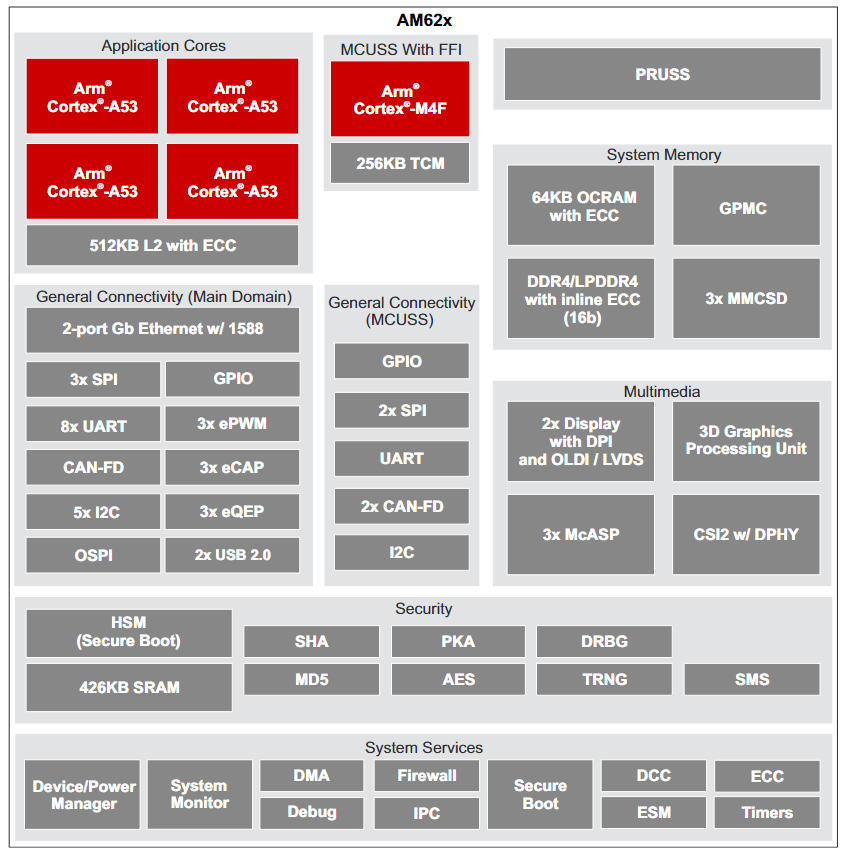 AM62x
Application Cores
Arm®
Cortex®-A53
Arm®
Cortex®-A53
Arm®
Cortex®-A53
Arm®
Cortex®-A53
512KB L2 with ECC
MCUSS With FFI
Arm®
Cortex®-M4F
256KB TCM
PRUSS
System Memory
64KB OCRAM
with ECC
GPMC
DDR4/LPDDR4
with inline ECC
(16b)
3x MMCSD
General Connectivity (Main Domain)
2-port Gb Ethernet w/ 1588
3x SPI
GPIO
8x UART
3x ePWM
CAN-FD
3x eCAP
5x I2C
3x eQEP
OSPI
2x USB 2.0
General Connectivity
(MCUSS)
GPIO
2x SPI
UART
2x CAN-FD
I2C
Multimedia
2x Display
with DPI
and OLDI / LVDS
3D Graphics
Processing Unit
3x McASP
CSI2 w/ DPHY
Security
HSM
(Secure Boot)
426KB SRAM
SHA
PKA
DRBG
MD5
AES
TRNG
SMS
System Services
Device/Power
Manager
System
Monitor
DMA
Debug
Firewall
IPC
Secure
Boot
DCC
ESM
ECC
Timers